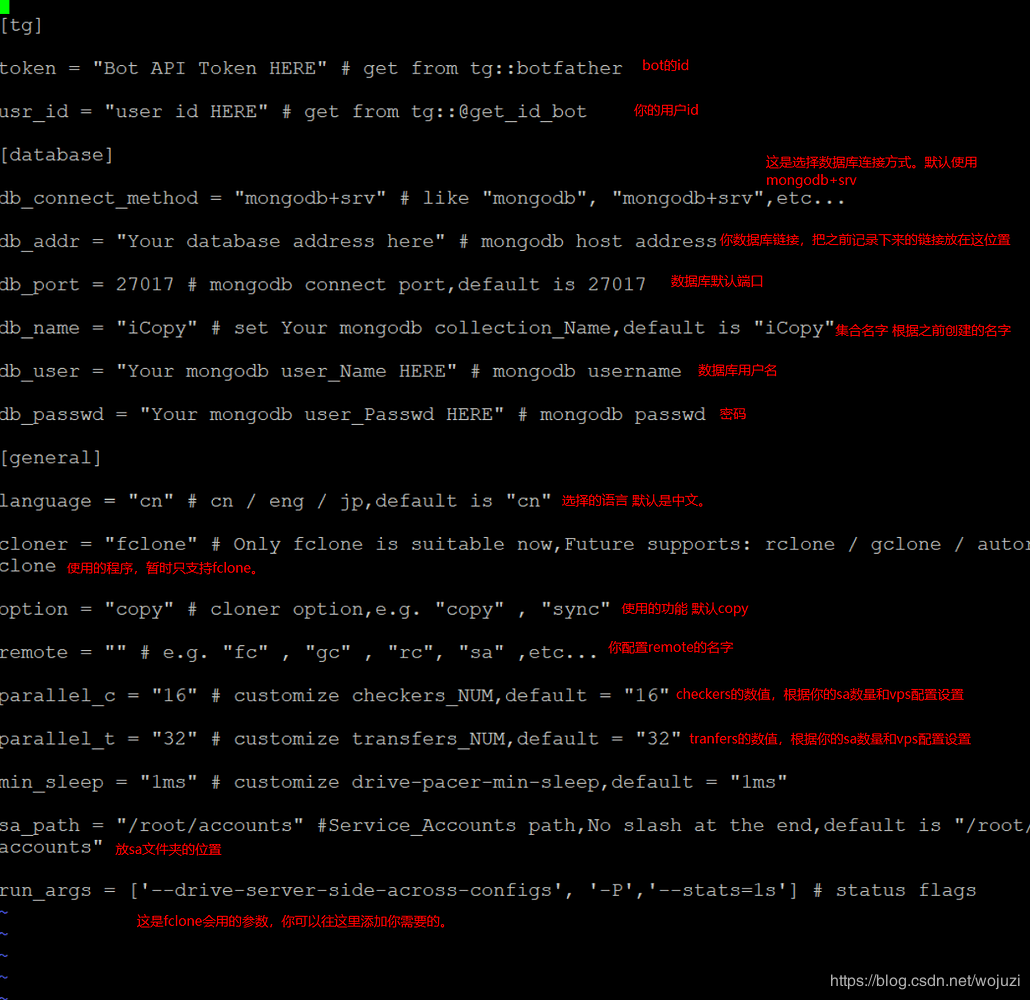 [tg]
token = "Bot API Token HERE" # get from tg::botfather bot的id
usr_id = "user id HERE" # get from tg::@get_id_bot 你的用户id
[database]
这是选择数据库连接方式。默认使用
mongodb+srv
db_connect_method = "mongodb+srv" # like "mongodb", "mongodb+srv",etc...
db_addr = "Your database address here" # mongodb host address 你数据库链接，把之前记录下来的链接放在这位置
db_port = 27017 # mongodb connect port,default is 27017 数据库默认端口
db_name = "iCopy" # set Your mongodb collection_Name,default is "iCopy" 集合名字 根据之前创建的名字
db_user = "Your mongodb user_Name HERE" # mongodb username 数据库用户名
db_passwd = "Your mongodb user_Passwd HERE" # mongodb passwd 密码
[general]
language = "cn" # cn / eng / jp,default is "cn" 选择的语言 默认是中文。
cloner = "fclone" # Only fclone is suitable now,Future supports: rclone / gclone / autor
clone 使用的程序，暂时只支持fclone。
option = "copy" # cloner option,e.g. "copy" , "sync" 使用的功能 默认copy
remote = "" # e.g. "fc" , "gc" , "rc", "sa" ,etc... 你配置remote的名字
parallel_c = "16" # customize checkers_NUM,default = "16" checkers的数值，根据你的sa数量和vps配置设置
parallel_t = "32" # customize transfers_NUM,default = "32" tranfers的数值，根据你的sa数量和vps配置设置
min_sleep = "1ms" # customize drive-pacer-min-sleep,default = "1ms"
sa_path = "/root/accounts" #Service_Accounts path,No slash at the end,default is "/root/
accounts" 放sa文件夹的位置
run_args = ['--drive-server-side-across-configs', '-P','--stats=1s'] # status flags
~
这是fclone会用的参数，你可以往这里添加你需要的。
~
~
~
~
https://blog.csdn.net/wojuzi